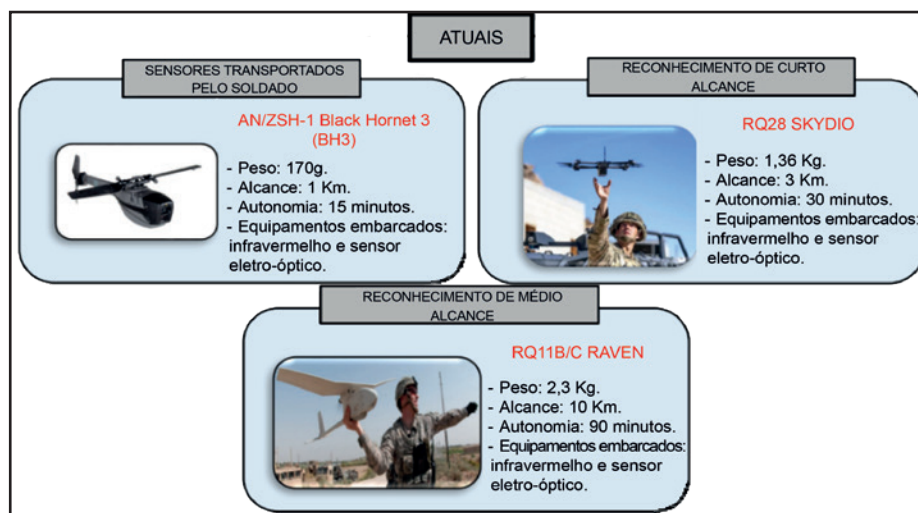 ATUAIS
SENSORES TRANSPORTADOS
PELO SOLDADO
AN/ZSH-1 Black Hornet 3
(BH3)
- Peso: 170g.
- Alcance: 1 Km.
- Autonomia: 15 minutos.
- Equipamentos embarcados:
infravermelho e sensor
eletro-óptico.
RECONHECIMENTO DE CURTO
ALCANCE
RQ28 SKYDIO
- Peso: 1,36 Kg.
- Alcance: 3 Km.
- Autonomia: 30 minutos.
- Equipamentos embarcados:
infravermelho e sensor
eletro-óptico.
RECONHECIMENTO DE MÉDIO
ALCANCE
RQ11B/C RAVEN
- Peso: 2,3 Kg.
- Alcance: 10 Km.
- Autonomia: 90 minutos.
- Equipamentos embarcados:
infravermelho e sensor
eletro-óptico.